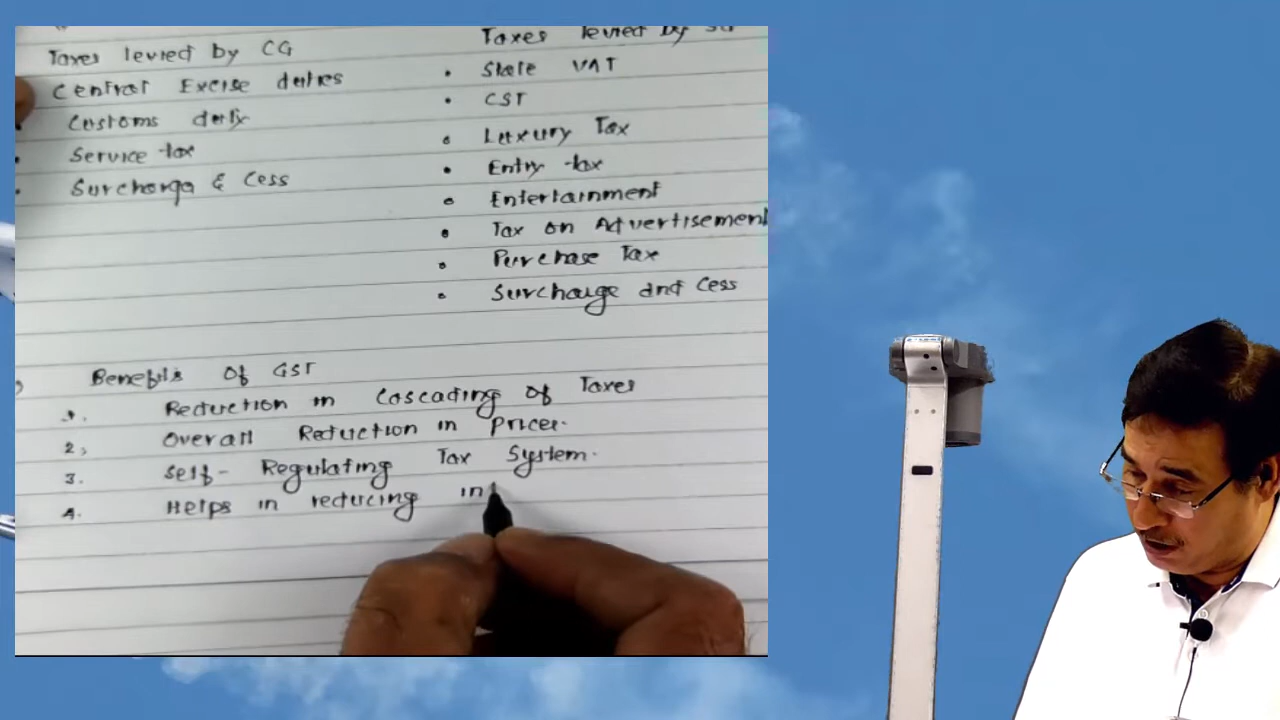 Taxes levied by CG
Central Excise duties
Customs duty
Service tax
Surcharge & Cess
Taxes levied by SG
• State VAT
• CST
• Luxury Tax
• Entry tax
• Entertainment
• Tax on Advertisement
• Purchase Tax
• Surcharge and Cess
Benefits Of GST
1. Reduction in Cascading of Taxes
2, Overall Reduction in Prices.
3. Self-Regulating Tax System.
4. Helps in reducing in